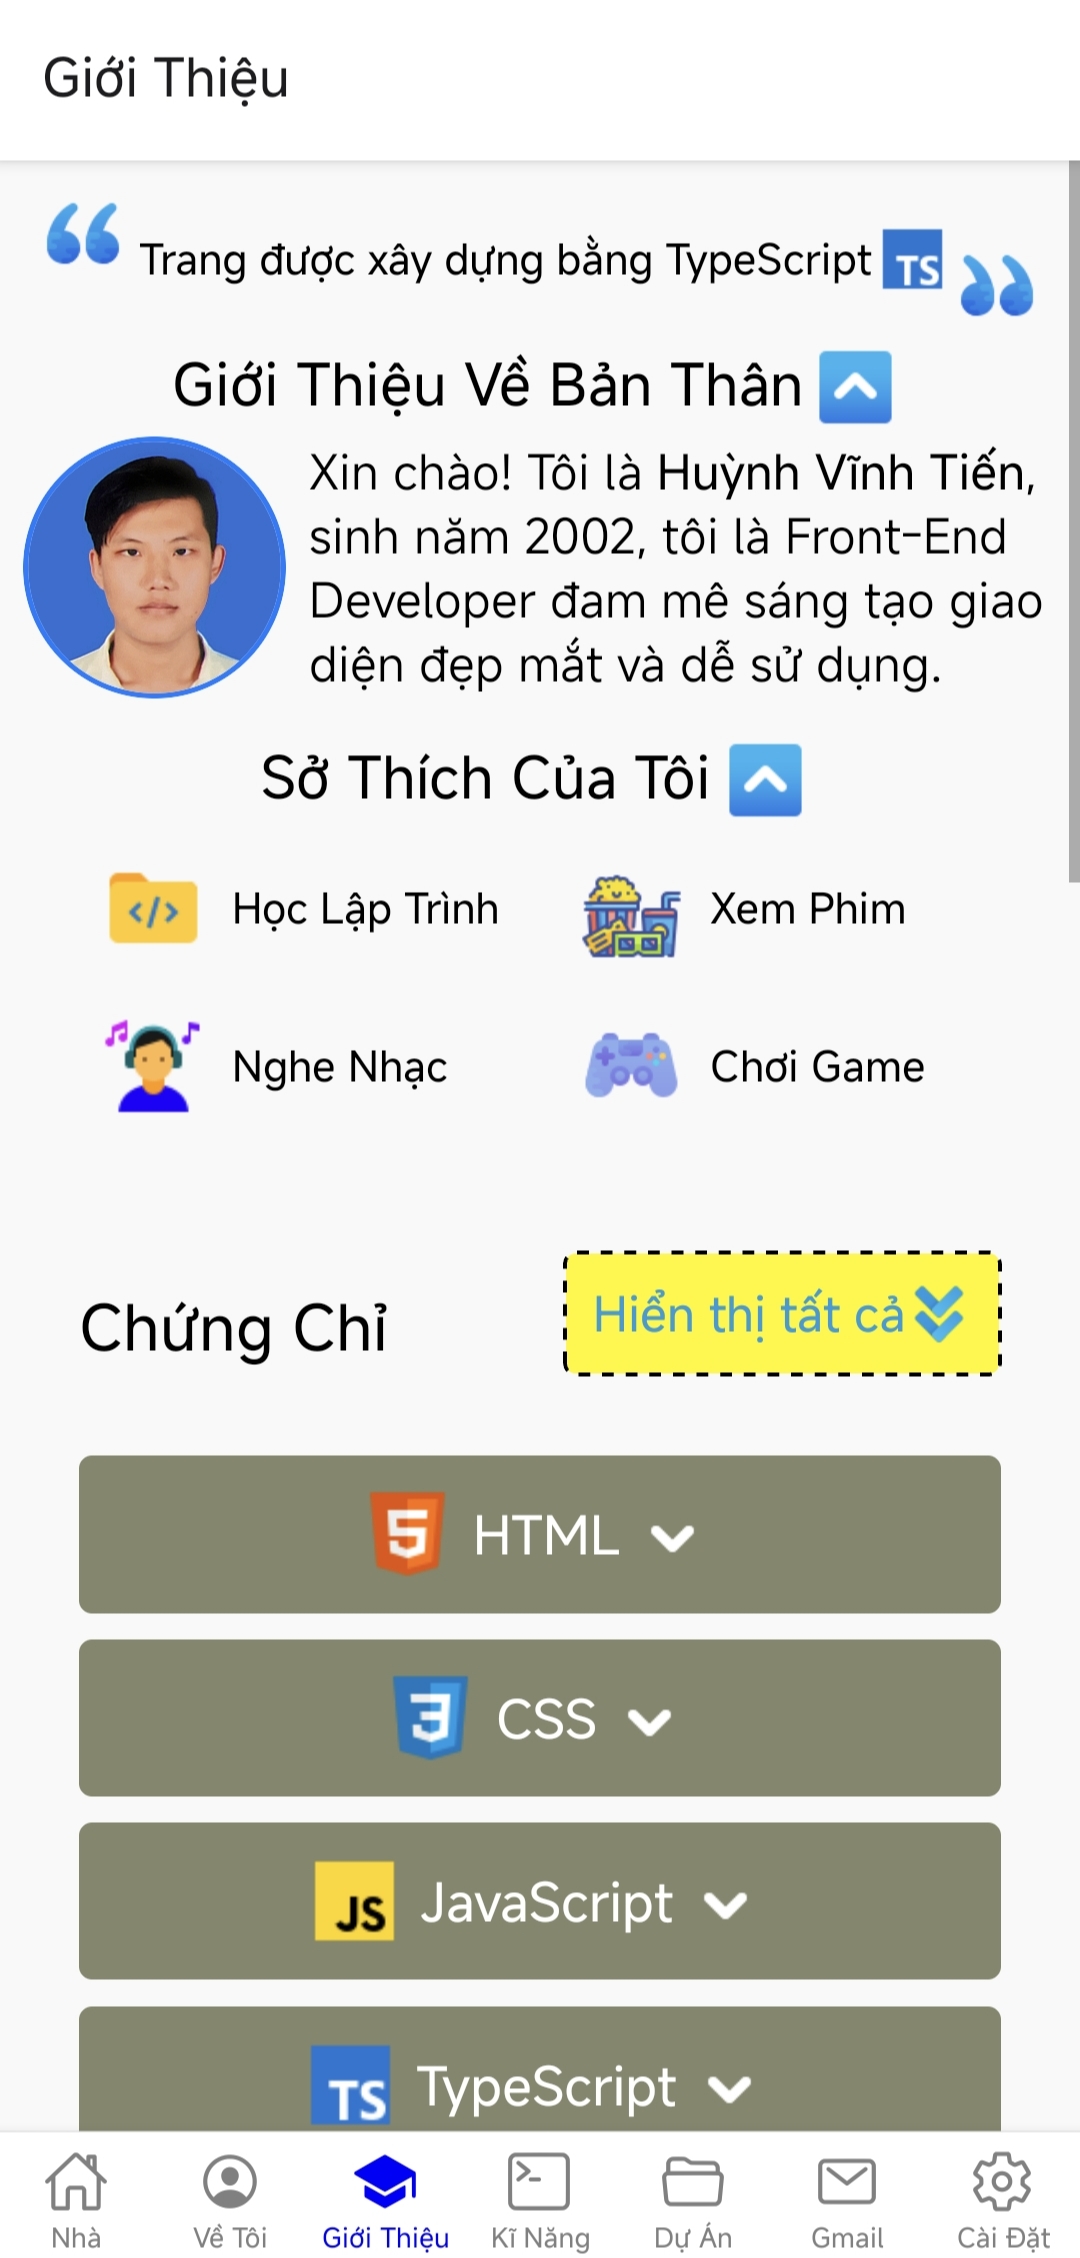 Giới Thiệu
Trang được xây dựng bằng TypeScript TS
Giới Thiệu Về Bản Thân
Xin chào! Tôi là Huỳnh Vĩnh Tiến,
sinh năm 2002, tôi là Front-End
Developer đam mê sáng tạo giao
diện đẹp mắt và dễ sử dụng.
Sở Thích Của Tôi
</> Học Lập Trình
Xem Phim
Nghe Nhạc
Chơi Game
Chứng Chỉ
Hiển thị tất cả
5 HTML
3 CSS
JS JavaScript
TS TypeScript
Nhà
Về Tôi
Giới Thiệu
Kĩ Năng
Dự Án
Gmail
Cài Đặt